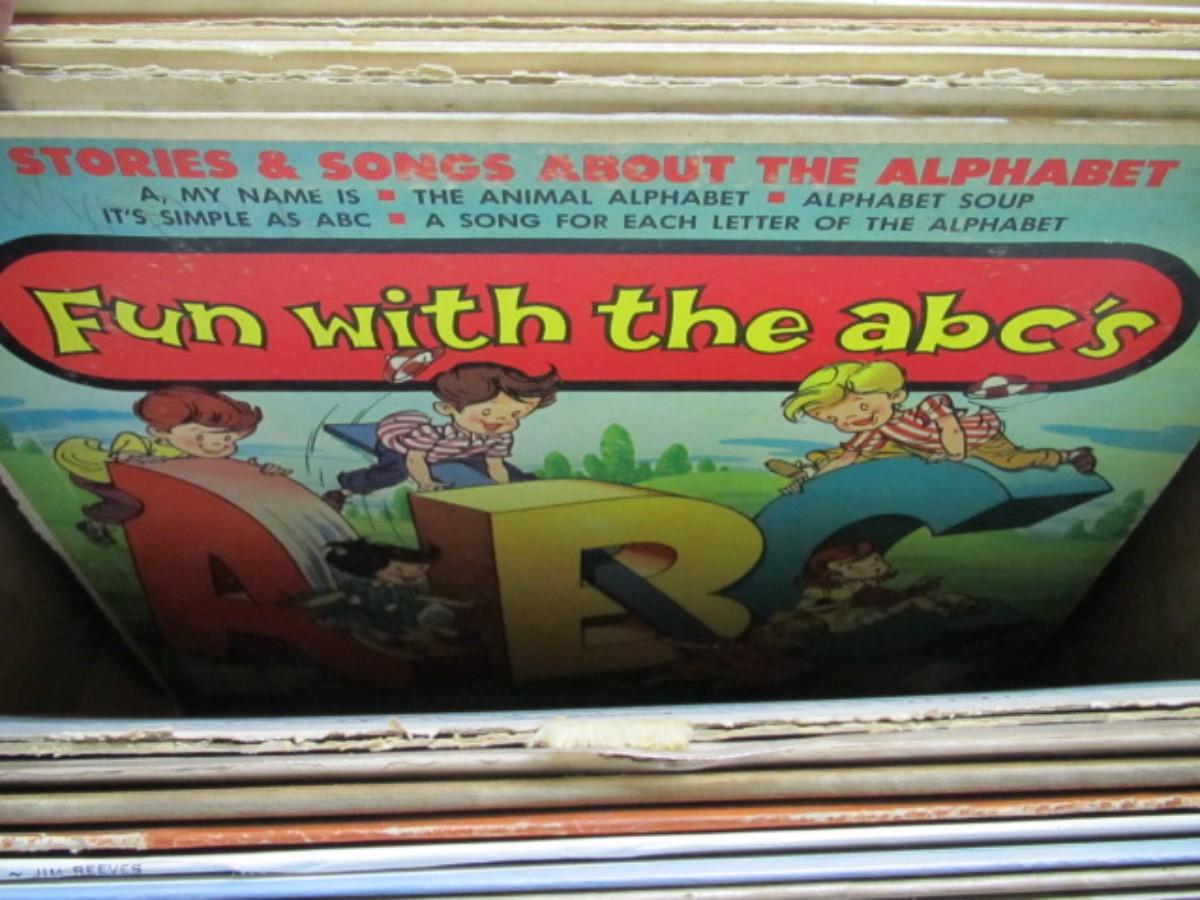 STORIES & SONGS ABOUT THE ALPHABET
A, MY NAME IS ▪ THE ANIMAL ALPHABET ▪ ALPHABET SOUP
IT'S SIMPLE AS ABC ▪ A SONG FOR EACH LETTER OF THE ALPHABET
Fun with the abc's
A B C
~ JIM REEVES